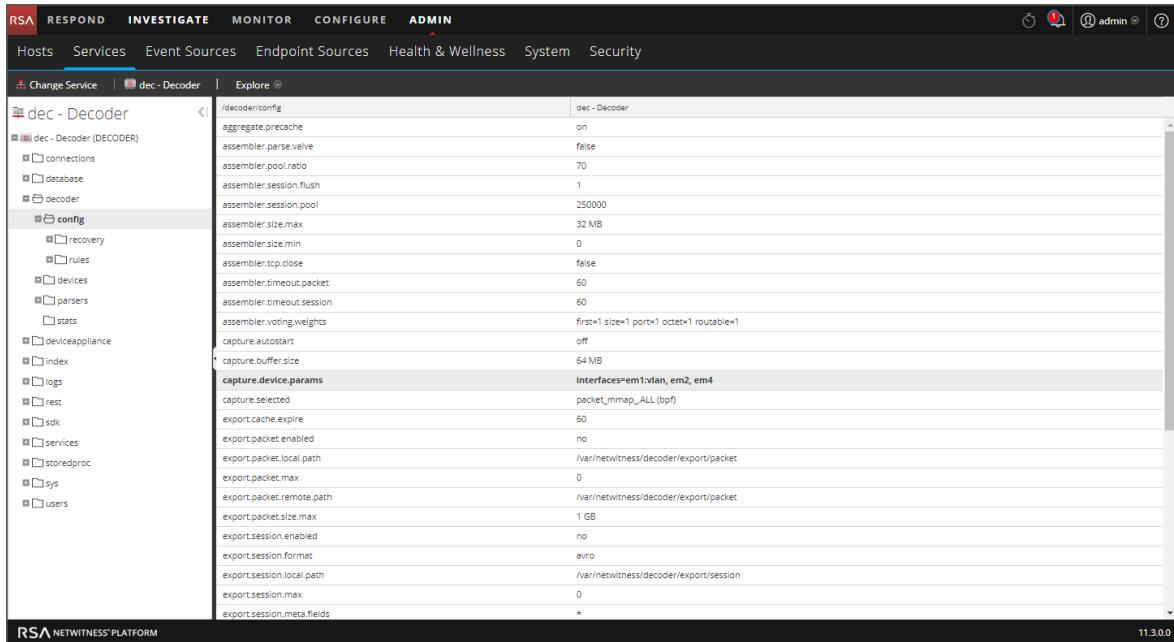 RSA RESPOND INVESTIGATE MONITOR CONFIGURE ADMIN 1 admin ?
Hosts Services Event Sources Endpoint Sources Health & Wellness System Security
Change Service dec - Decoder | Explore
dec - Decoder
dec - Decoder (DECODER)
connections
database
decoder
config
recovery
rules
devices
parsers
stats
deviceappliance
index
logs
rest
sdk
services
storedproc
sys
users
/decoder/config dec - Decoder
aggregate.precache on
assembler.parse.valve false
assembler.pool.ratio 70
assembler.session.flush 1
assembler.session.pool 250000
assembler.size.max 32 MB
assembler.size.min 0
assembler.tcp.close false
assembler.timeout.packet 60
assembler.timeout.session 60
assembler.voting.weights first=1 size=1 port=1 octet=1 routable=1
capture.autostart off
capture.buffer.size 64 MB
capture.device.params interfaces=em1:vlan, em2, em4
capture.selected packet_mmap_,ALL (bpf)
export.cache.expire 60
export.packet.enabled no
export.packet.local.path /var/netwitness/decoder/export/packet
export.packet.max 0
export.packet.remote.path /var/netwitness/decoder/export/packet
export.packet.size.max 1 GB
export.session.enabled no
export.session.format avro
export.session.local.path /var/netwitness/decoder/export/session
export.session.max 0
export.session.meta.fields *
RSA NETWITNESS® PLATFORM 11.3.0.0